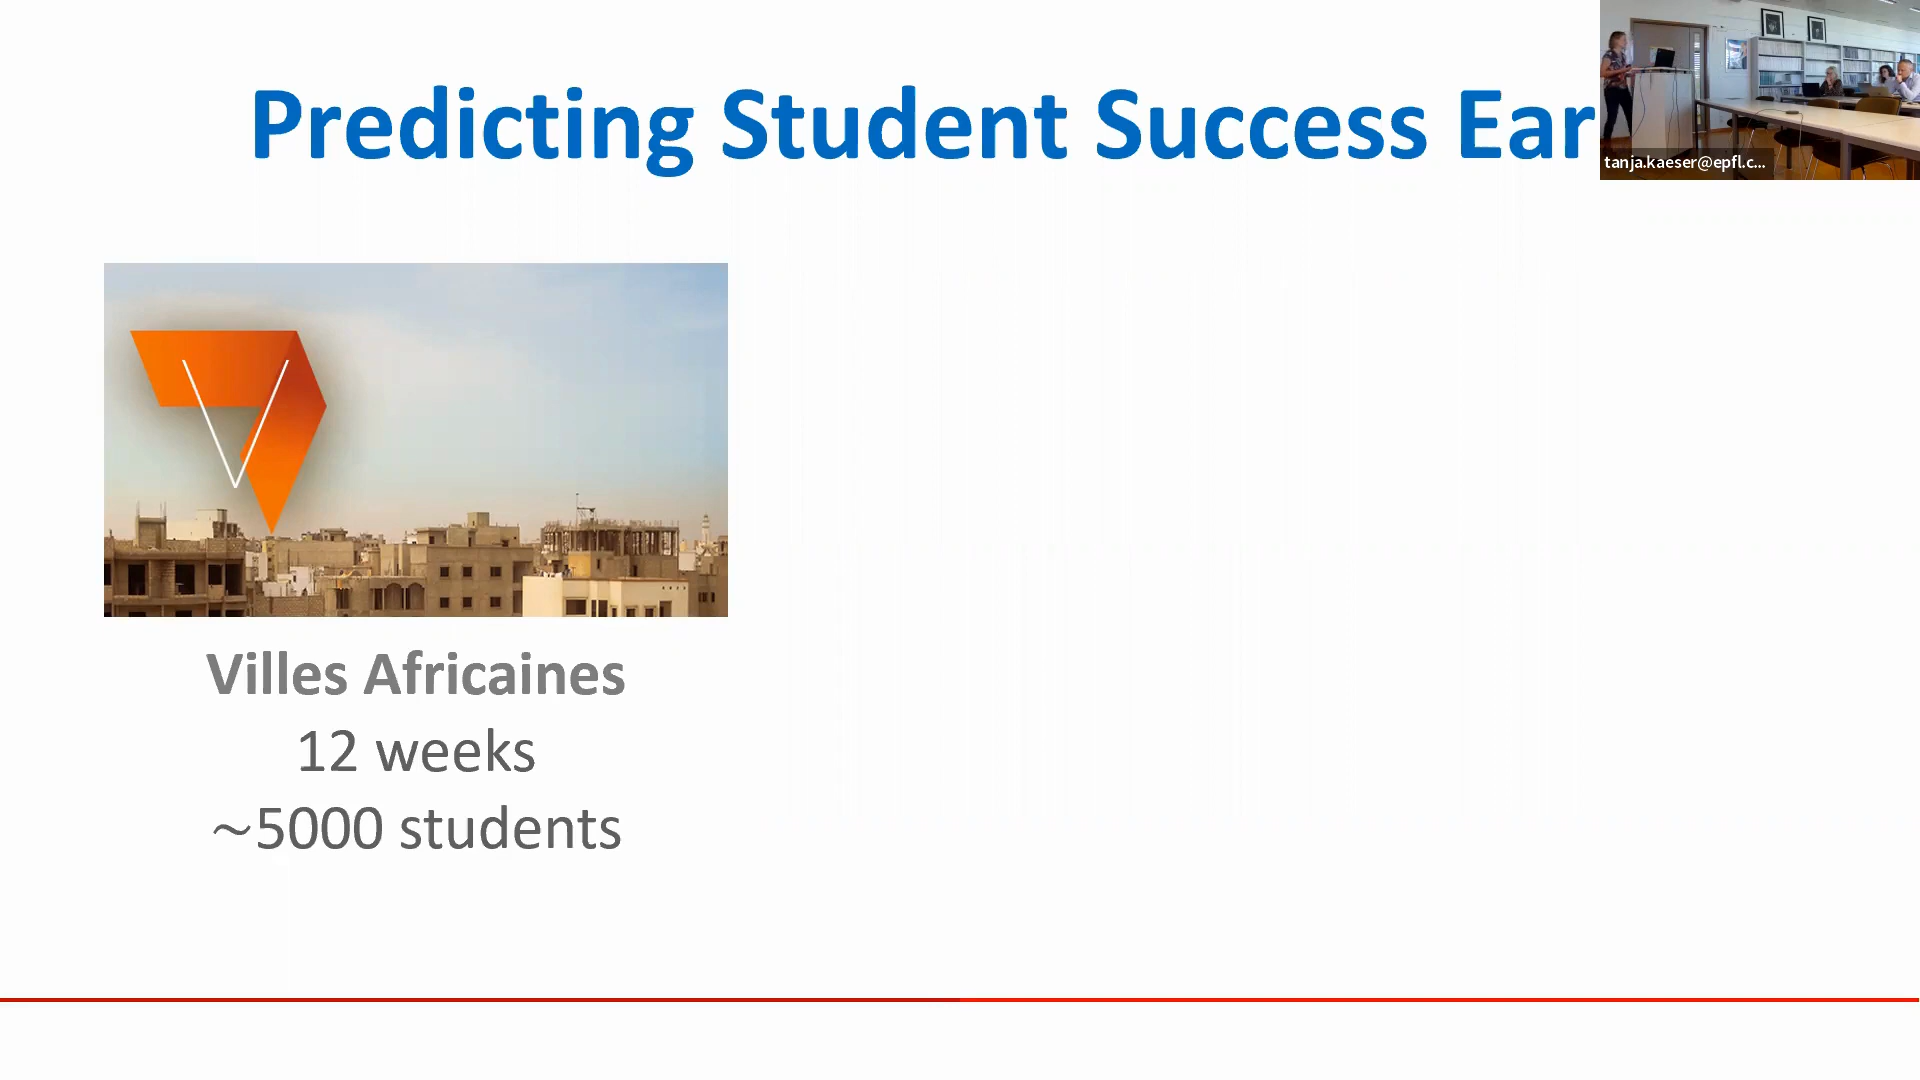 Predicting Student Success Ear
tanja.kaeser@epfl.c...
Villes Africaines
12 weeks
~5000 students